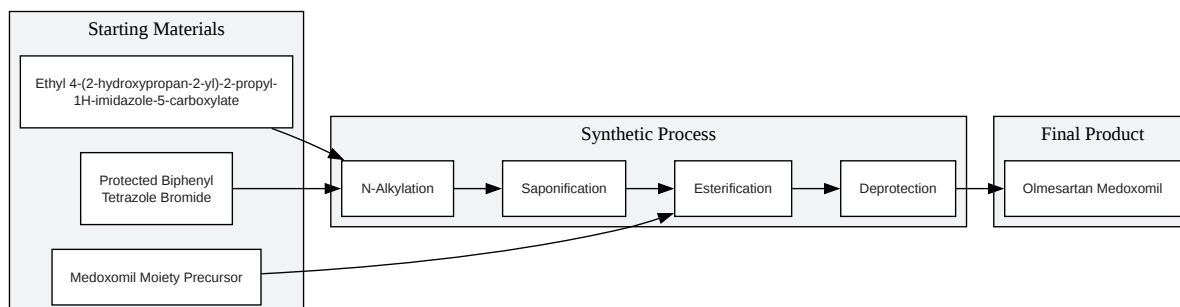 Starting Materials
Ethyl 4-(2-hydroxypropan-2-yl)-2-propyl-
1H-imidazole-5-carboxylate
Protected Biphenyl
Tetrazole Bromide
Medoxomil Moiety Precursor
Synthetic Process
N-Alkylation
Saponification
Esterification
Deprotection
Final Product
Olmesartan Medoxomil